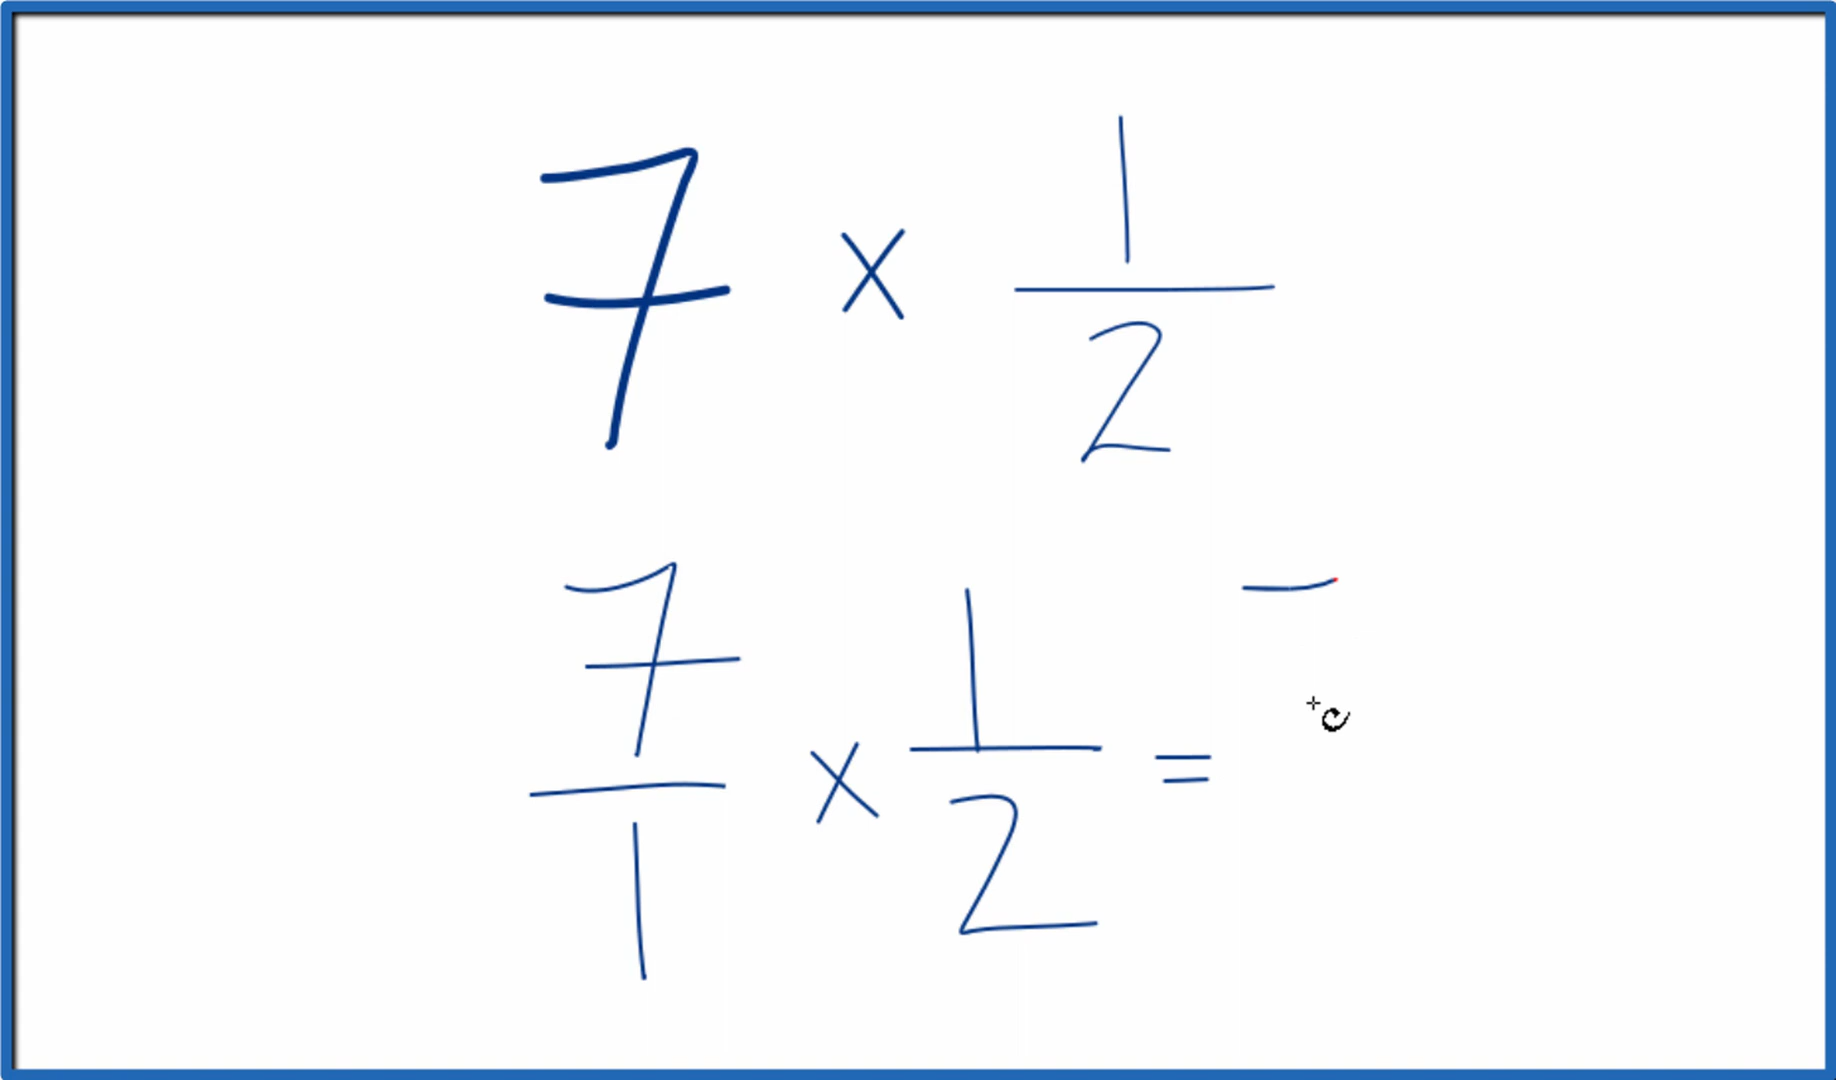 7 × 1/2
7/1 × 1/2 =